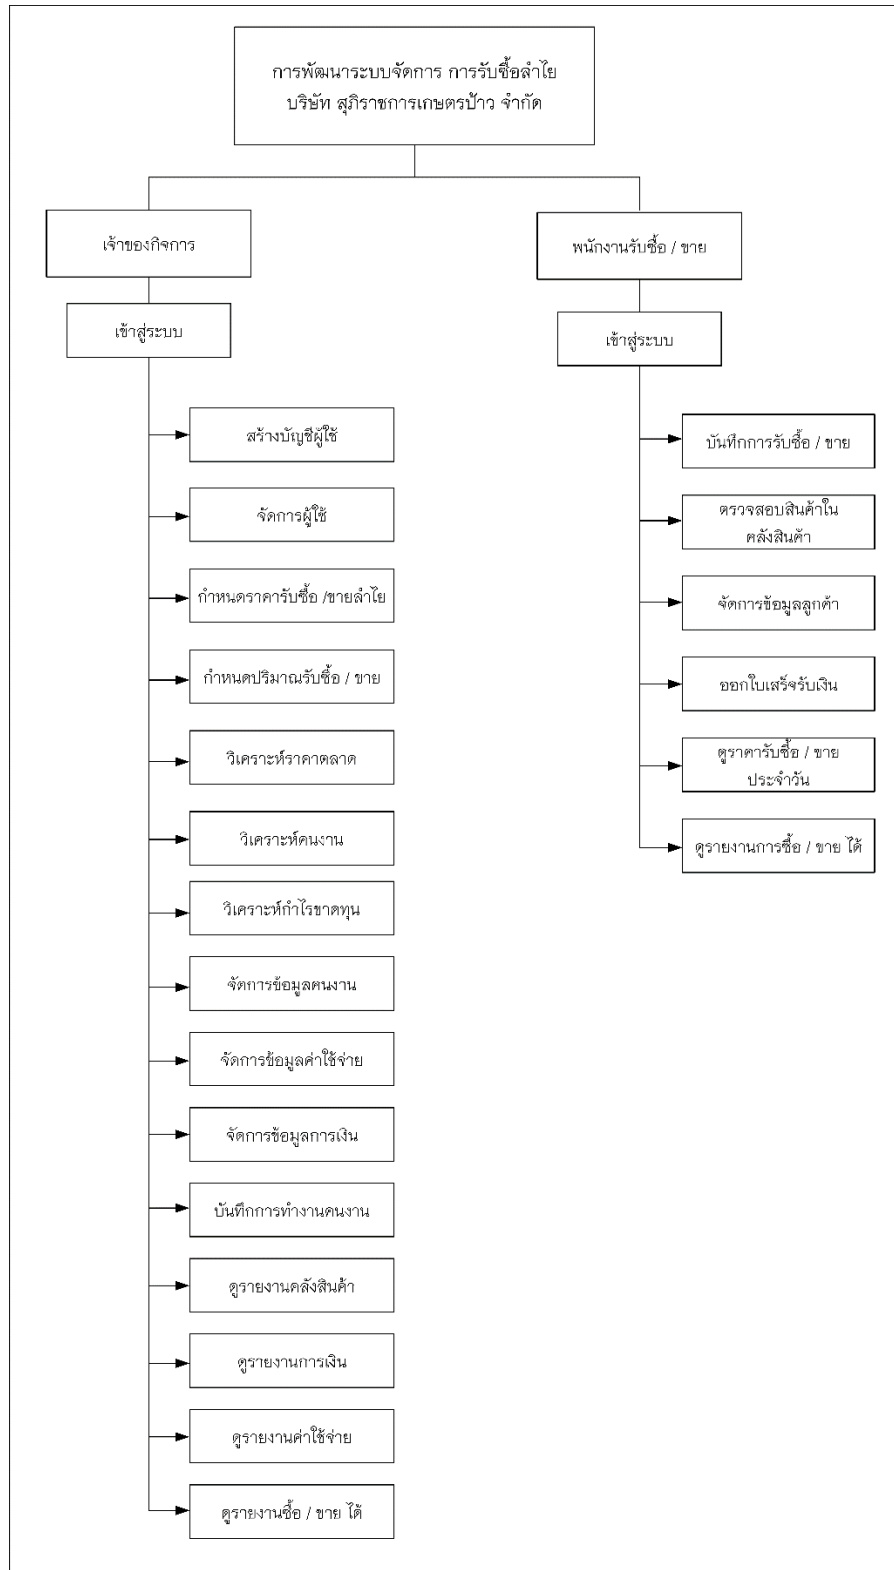 การพัฒนาระบบจัดการ การรับซื้อลำไย
บริษัท สุภิราชการเกษตรป้าว จำกัด
เจ้าของกิจการ
เข้าสู่ระบบ
สร้างบัญชีผู้ใช้
จัดการผู้ใช้
กำหนดราคารับซื้อ /ขายลำไย
กำหนดปริมาณรับซื้อ / ขาย
วิเคราะห์ราคาตลาด
วิเคราะห์คนงาน
วิเคราะห์กำไรขาดทุน
จัดการข้อมูลคนงาน
จัดการข้อมูลค่าใช้จ่าย
จัดการข้อมูลการเงิน
บันทึกการทำงานคนงาน
ดูรายงานคลังสินค้า
ดูรายงานการเงิน
ดูรายงานค่าใช้จ่าย
ดูรายงานซื้อ / ขาย ได้
พนักงานรับซื้อ / ขาย
เข้าสู่ระบบ
บันทึกการรับซื้อ / ขาย
ตรวจสอบสินค้าใน
คลังสินค้า
จัดการข้อมูลลูกค้า
ออกใบเสร็จรับเงิน
ดูราคารับซื้อ / ขาย
ประจำวัน
ดูรายงานการซื้อ / ขาย ได้